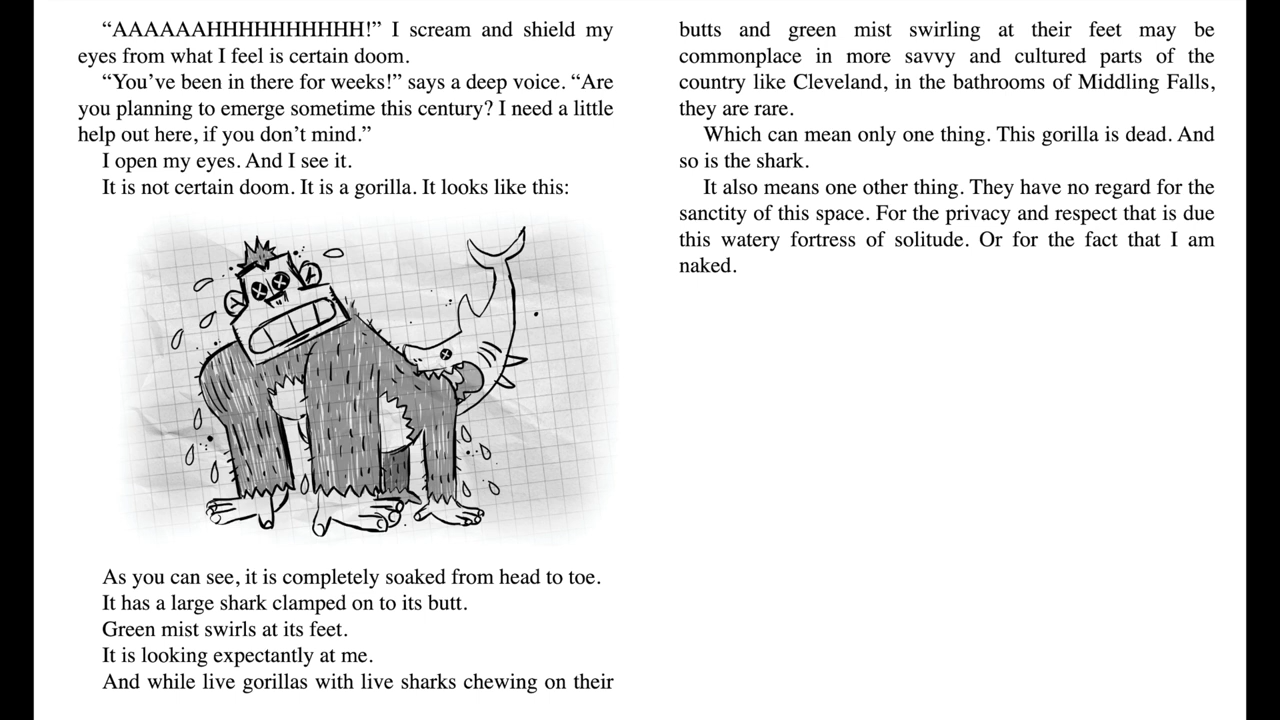 “AAAAAAHHHHHHHHHHH!” I scream and shield my
eyes from what I feel is certain doom.
“You’ve been in there for weeks!” says a deep voice. “Are
you planning to emerge sometime this century? I need a little
help out here, if you don’t mind.”
I open my eyes. And I see it.
It is not certain doom. It is a gorilla. It looks like this:
As you can see, it is completely soaked from head to toe.
It has a large shark clamped on to its butt.
Green mist swirls at its feet.
It is looking expectantly at me.
And while live gorillas with live sharks chewing on their
butts and green mist swirling at their feet may be
commonplace in more savvy and cultured parts of the
country like Cleveland, in the bathrooms of Middling Falls,
they are rare.
Which can mean only one thing. This gorilla is dead. And
so is the shark.
It also means one other thing. They have no regard for the
sanctity of this space. For the privacy and respect that is due
this watery fortress of solitude. Or for the fact that I am
naked.